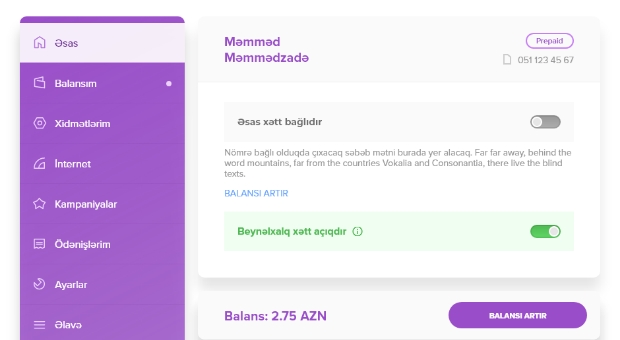 Əsas
Balansım
Xidmətlərim
İnternet
Kampaniyalar
Ödənişlərim
Ayarlar
Əlavə
Məmməd
Məmmədzadə
Prepaid
051 123 45 67
Əsas xətt bağlıdır
Nömrə bağlı olduqda çıxacaq səbəb mətni burada yer alacaq. Far far away, behind the
word mountains, far from the countries Vokalia and Consonantia, there live the blind
texts.
BALANSI ARTIR
Beynəlxalq xətt açıqdır
Balans: 2.75 AZN
BALANSI ARTIR